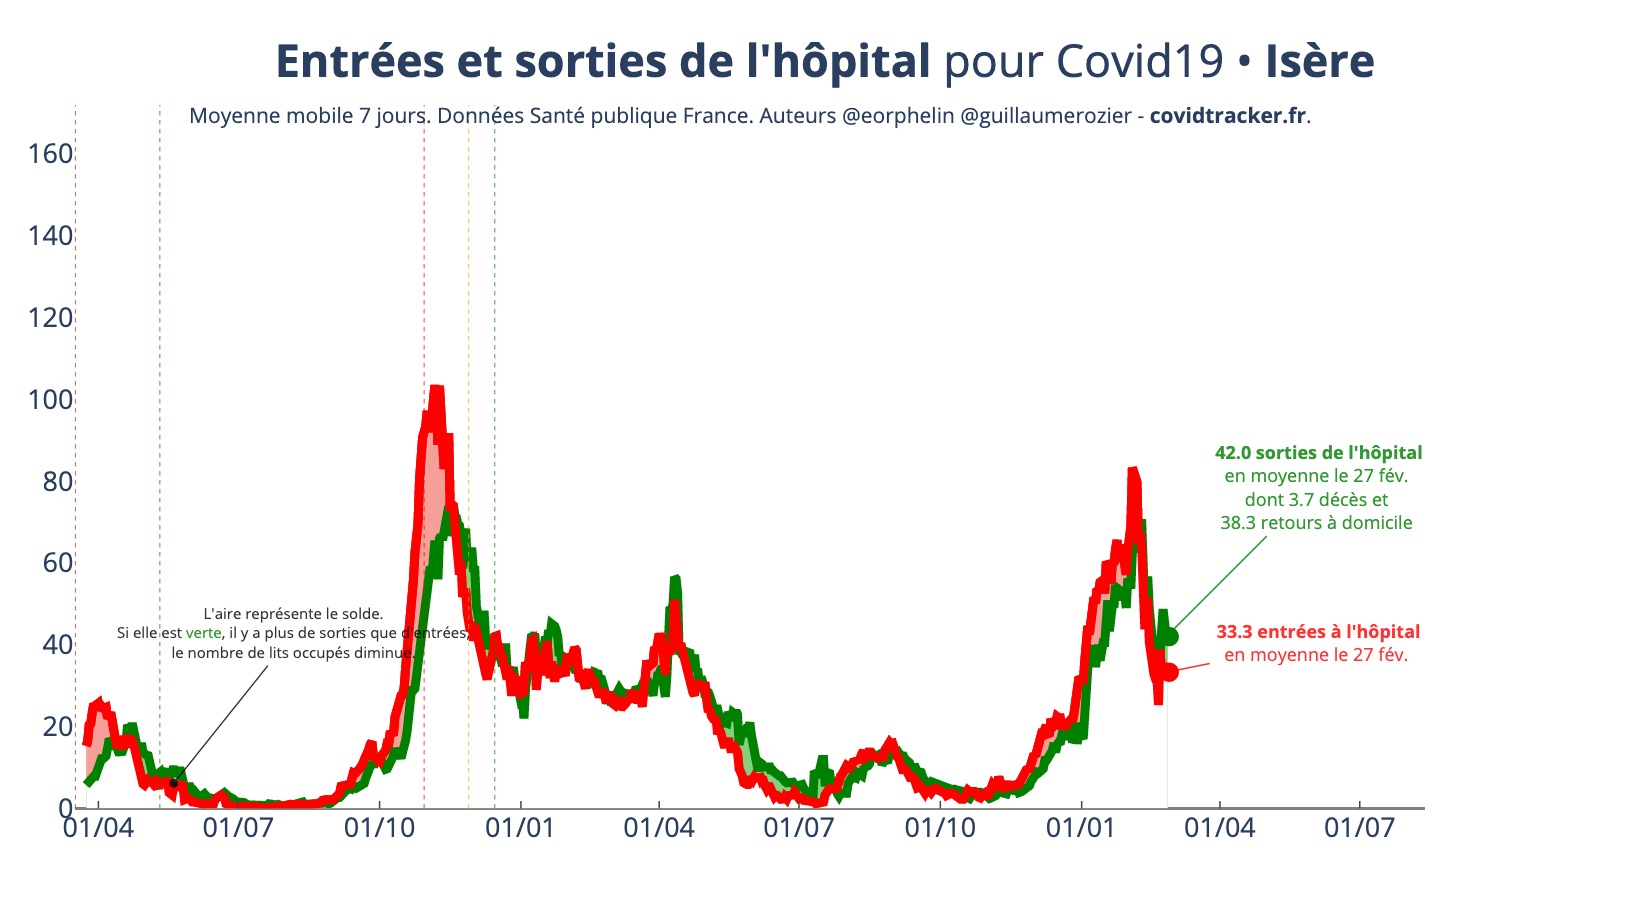 Entrées et sorties de l'hôpital pour Covid19 • Isère
Moyenne mobile 7 jours. Données Santé publique France. Auteurs @eorphelin @guillaumerozier - covidtracker.fr.
160
140
120
100
80
60
40
20
0
42.0 sorties de l'hôpital
en moyenne le 27 fév.
dont 3.7 décès et
38.3 retours à domicile
L'aire représente le solde.
Si elle est verte, il y a plus de sorties que d'entrées,
le nombre de lits occupés diminue.
33.3 entrées à l'hôpital
en moyenne le 27 fév.
01/04 01/07 01/10 01/01 01/04 01/07 01/10 01/01 01/04 01/07